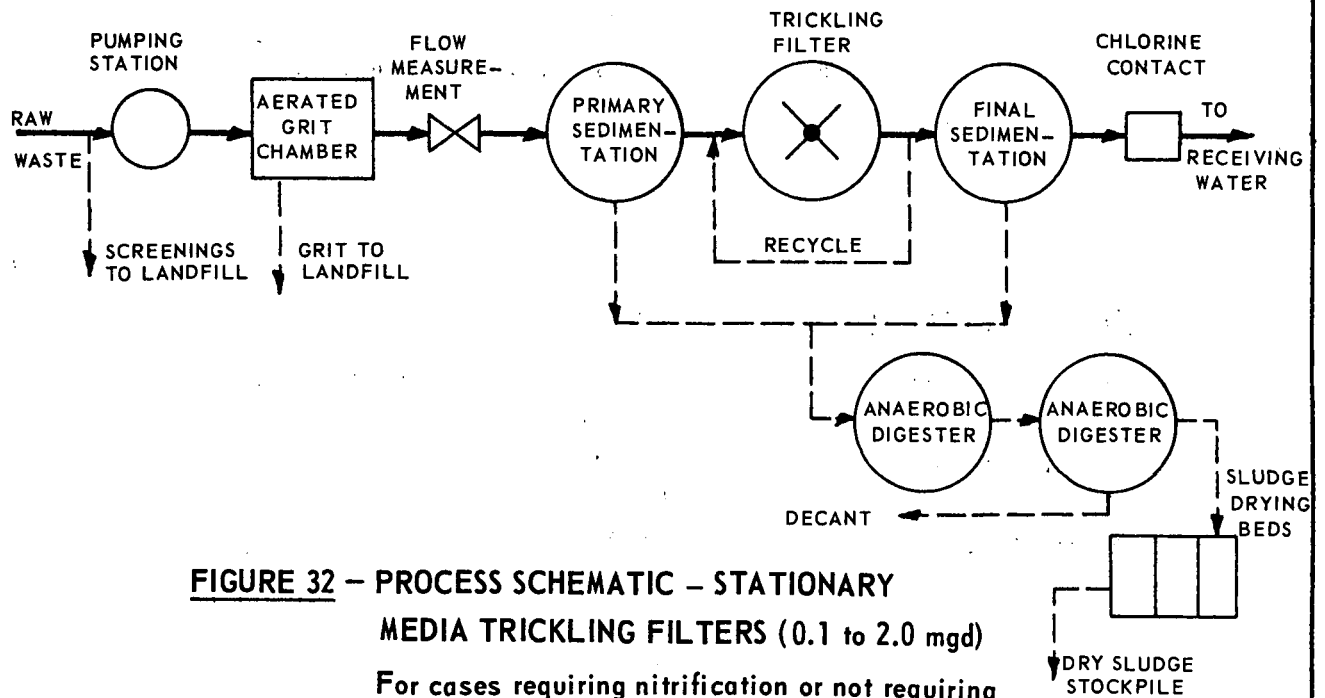 PUMPING
STATION
FLOW
MEASURE-
MENT
TRICKLING
FILTER
CHLORINE
CONTACT
RAW
WASTE
AERATED
GRIT
CHAMBER
PRIMARY
SEDIMEN-
TATION
FINAL
SEDIMEN-
TATION
TO
RECEIVING
WATER
SCREENINGS
TO LANDFILL
GRIT TO
LANDFILL
RECYCLE
ANAEROBIC
DIGESTER
ANAEROBIC
DIGESTER
DECANT
SLUDGE
DRYING
BEDS
FIGURE 32 – PROCESS SCHEMATIC – STATIONARY
MEDIA TRICKLING FILTERS (0.1 to 2.0 mgd)
For cases requiring nitrification or not requiring
DRY SLUDGE
STOCKPILE